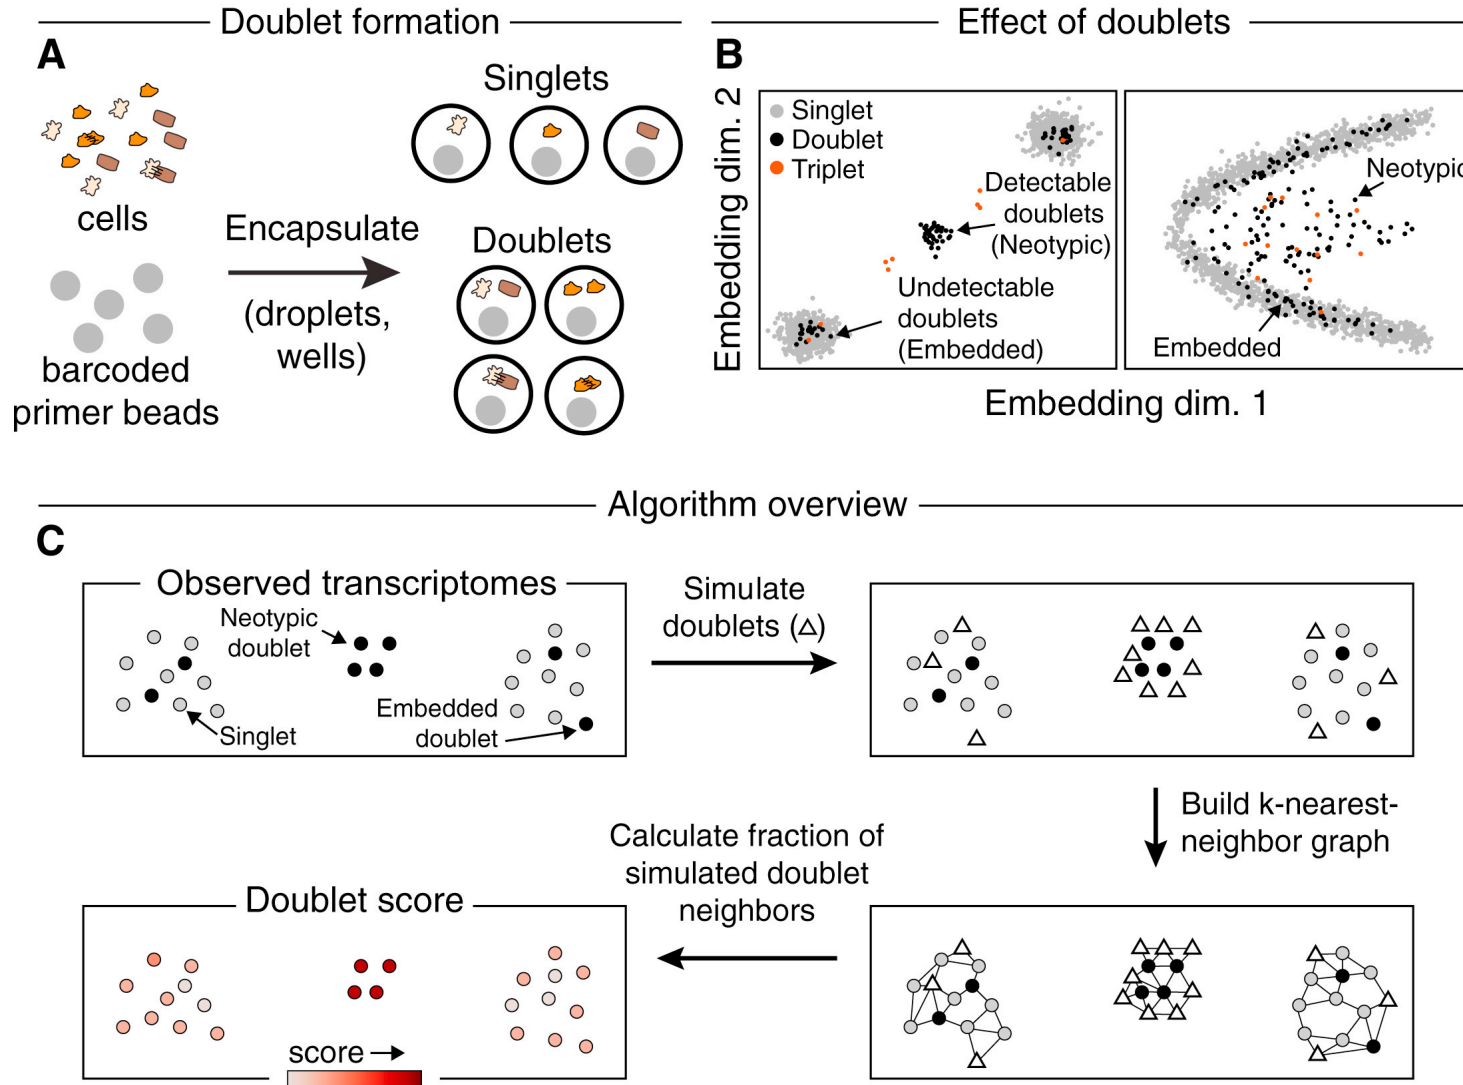 Doublet formation
A
Singlets
cells
Encapsulate
(droplets,
wells)
Doublets
barcoded
primer beads
Effect of doublets
B
Embedding dim. 2
Singlet
Doublet
Triplet
Detectable
doublets
(Neotypic)
Undetectable
doublets
(Embedded)
Neotypic
Embedded
Embedding dim. 1
Algorithm overview
C
Observed transcriptomes
Neotypic
doublet
Singlet
Embedded
doublet
Simulate
doublets (△)
Build k-nearest-
neighbor graph
Calculate fraction of
simulated doublet
neighbors
Doublet score
score